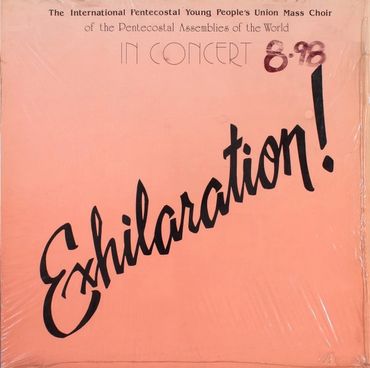 The International Pentecostal Young People's Union Mass Choir
of the Pentecostal Assemblies of the World
IN CONCERT 8.98
Exhilaration!